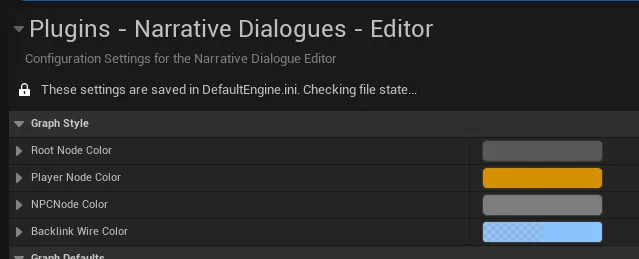 Plugins - Narrative Dialogues - Editor
Configuration Settings for the Narrative Dialogue Editor
These settings are saved in DefaultEngine.ini. Checking file state...
Graph Style
Root Node Color
Player Node Color
NPCNode Color
Backlink Wire Color
Graph Defaults